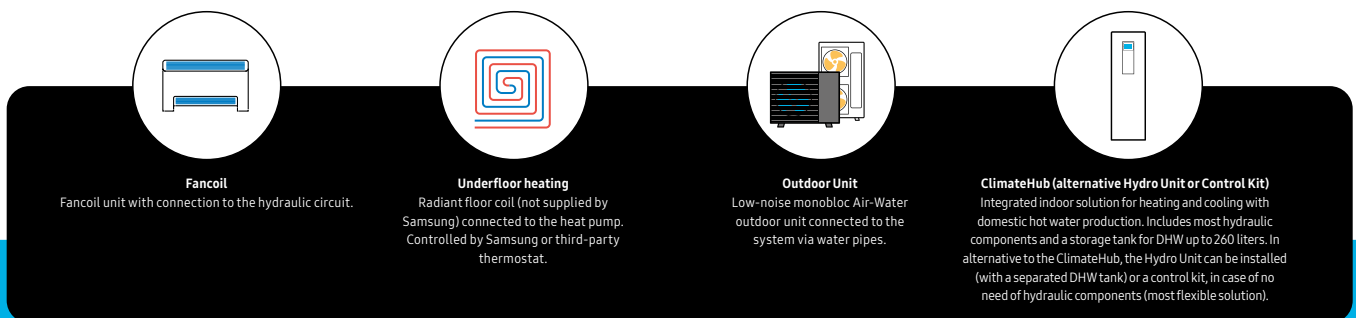 Fancoil
Fancoil unit with connection to the hydraulic circuit.
Underfloor heating
Radiant floor coil (not supplied by
Samsung) connected to the heat pump.
Controlled by Samsung or third-party
thermostat.
Outdoor Unit
Low-noise monobloc Air-Water
outdoor unit connected to the
system via water pipes.
ClimateHub (alternative Hydro Unit or Control Kit)
Integrated indoor solution for heating and cooling with
domestic hot water production. Includes most hydraulic
components and a storage tank for DHW up to 260 liters. In
alternative to the ClimateHub, the Hydro Unit can be installed
(with a separated DHW tank) or a control kit, in case of no
need of hydraulic components (most flexible solution).